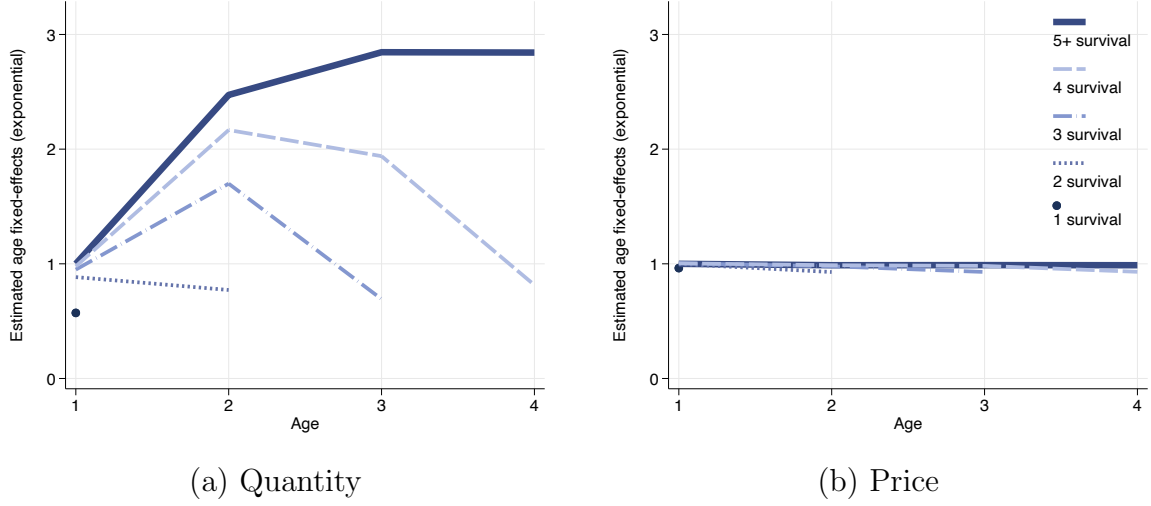 Estimated age fixed-effects (exponential)
3
2
1
0
1 2 3 4
Age
(a) Quantity
Estimated age fixed-effects (exponential)
3
2
1
0
1 2 3 4
Age
5+ survival
4 survival
3 survival
2 survival
1 survival
(b) Price